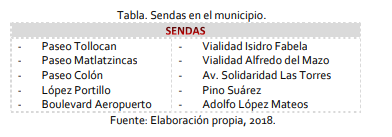 Tabla. Sendas en el municipio.
SENDAS
- Paseo Tollocan - Vialidad Isidro Fabela
- Paseo Matlatzincas - Vialidad Alfredo del Mazo
- Paseo Colón - Av. Solidaridad Las Torres
- López Portillo - Pino Suárez
- Boulevard Aeropuerto - Adolfo López Mateos
Fuente: Elaboración propia, 2018.